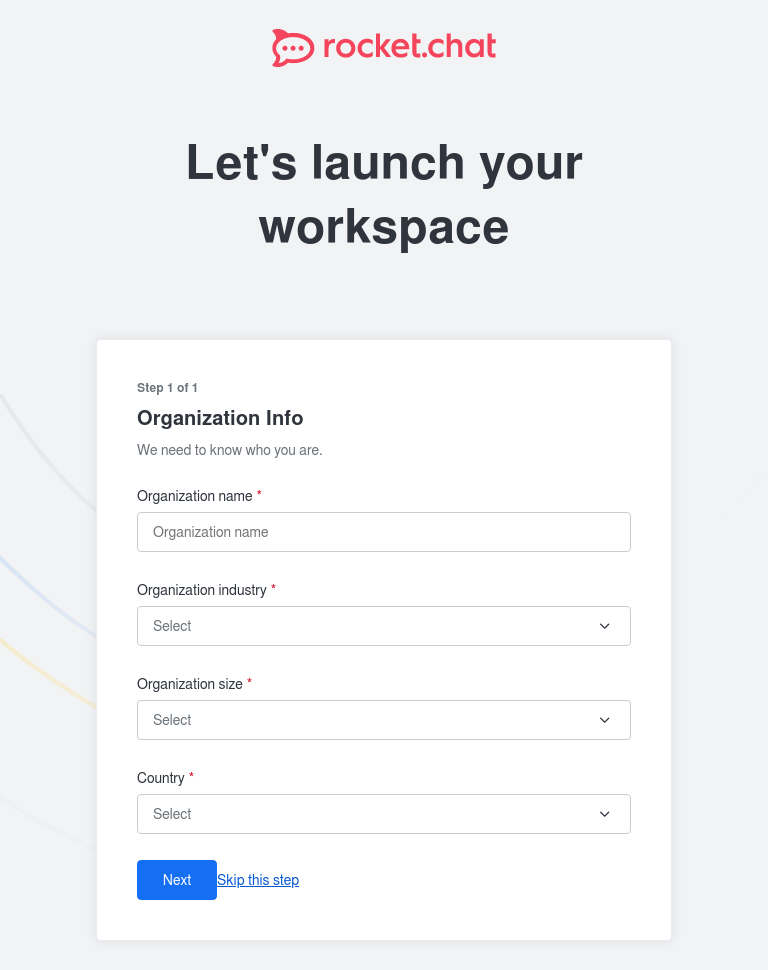 rocket.chat
Let's launch your
workspace
Step 1 of 1
Organization Info
We need to know who you are.
Organization name *
Organization name
Organization industry *
Select
Organization size *
Select
Country *
Select
Next Skip this step